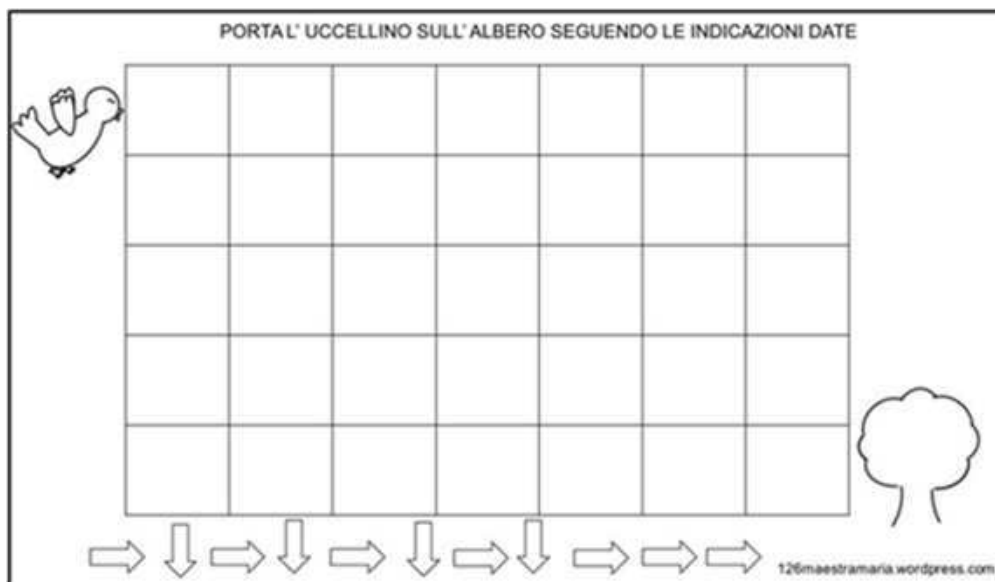 PORTA L' UCCELLINO SULL' ALBERO SEGUENDO LE INDICAZIONI DATE
126maestramaria.wordpress.com